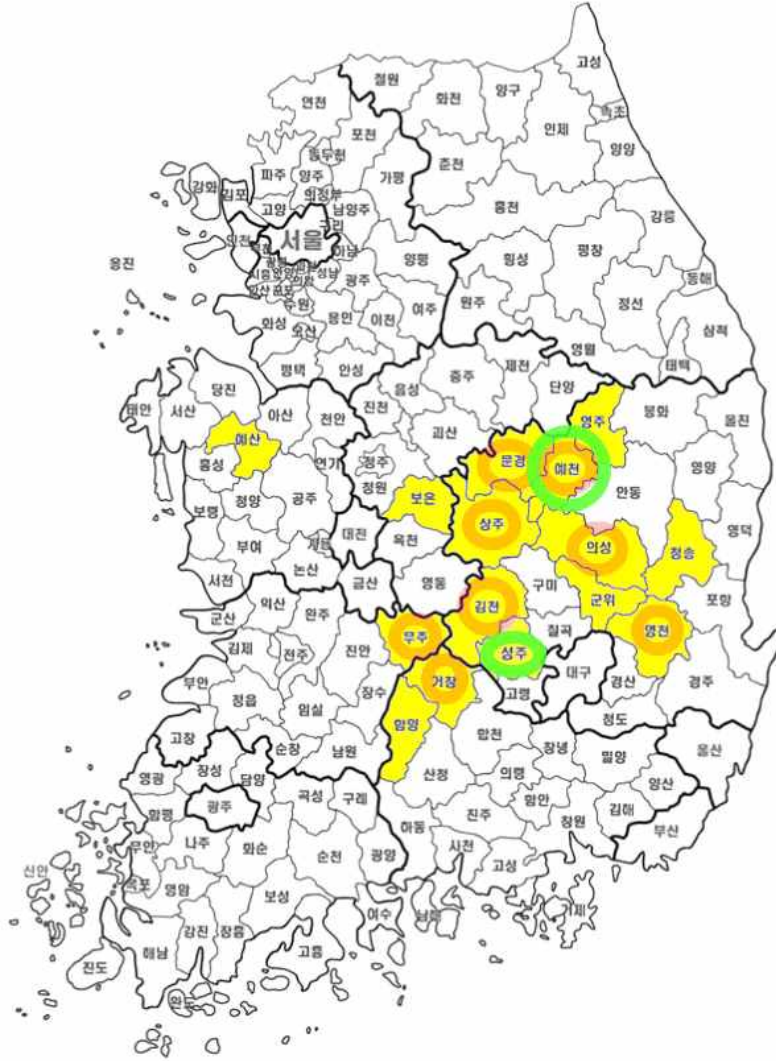 고성
철원
양구
화천
연천
인제
속초
포천
양양
동두천
춘천
파주
양주
가평
강화
김포
의정부
고양
남양주
홍천
강릉
구리
인천
서울
하남
평창
양평
횡성
옹진
성남
광주
동해
정선
수원
여주
원주
이천
용인
화성
오산
삼척
영월
태백
평택
안성
제천
충주
단양
음성
당진
진천
태안
서산
아산
천안
영주
봉화
울진
괴산
예산
문경
예천
연기
청주
홍성
영양
청원
안동
보은
청양
공주
보령
상주
영덕
대전
옥천
의성
청송
부여
논산
서천
금산
영동
구미
군위
포항
익산
김천
군산
완주
무주
칠곡
영천
김제
전주
진안
성주
대구
부안
거창
경산
경주
정읍
임실
장수
고령
함양
청도
합천
고창
순창
남원
창녕
밀양
울산
장성
영광
담양
산청
의령
양산
곡성
구례
광주
함안
함평
진주
김해
창원
하동
부산
무안
나주
화순
순천
광양
사천
고성
신안
목포
영암
보성
거제
여수
남해
강진
장흥
해남
고흥
진도
완도